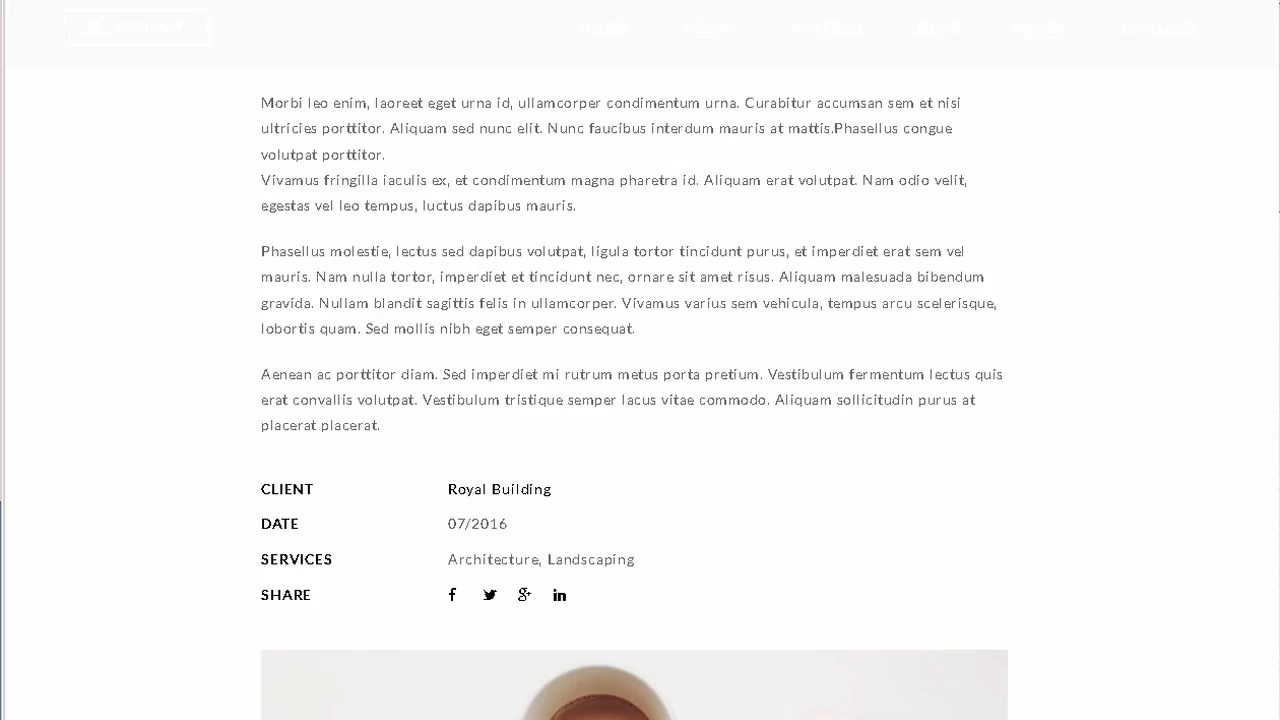 Morbi leo enim, laoreet eget urna id, ullamcorper condimentum urna. Curabitur accumsan sem et nisi
ultricies porttitor. Aliquam sed nunc elit. Nunc faucibus interdum mauris at mattis.Phasellus congue
volutpat porttitor.
Vivamus fringilla iaculis ex, et condimentum magna pharetra id. Aliquam erat volutpat. Nam odio velit,
egestas vel leo tempus, luctus dapibus mauris.
Phasellus molestie, lectus sed dapibus volutpat, ligula tortor tincidunt purus, et imperdiet erat sem vel
mauris. Nam nulla tortor, imperdiet et tincidunt nec, ornare sit amet risus. Aliquam malesuada bibendum
gravida. Nullam blandit sagittis felis in ullamcorper. Vivamus varius sem vehicula, tempus arcu scelerisque,
lobortis quam. Sed mollis nibh eget semper consequat.
Aenean ac porttitor diam. Sed imperdiet mi rutrum metus porta pretium. Vestibulum fermentum lectus quis
erat convallis volutpat. Vestibulum tristique semper lacus vitae commodo. Aliquam sollicitudin purus at
placerat placerat.
CLIENT Royal Building
DATE 07/2016
SERVICES Architecture, Landscaping
SHARE